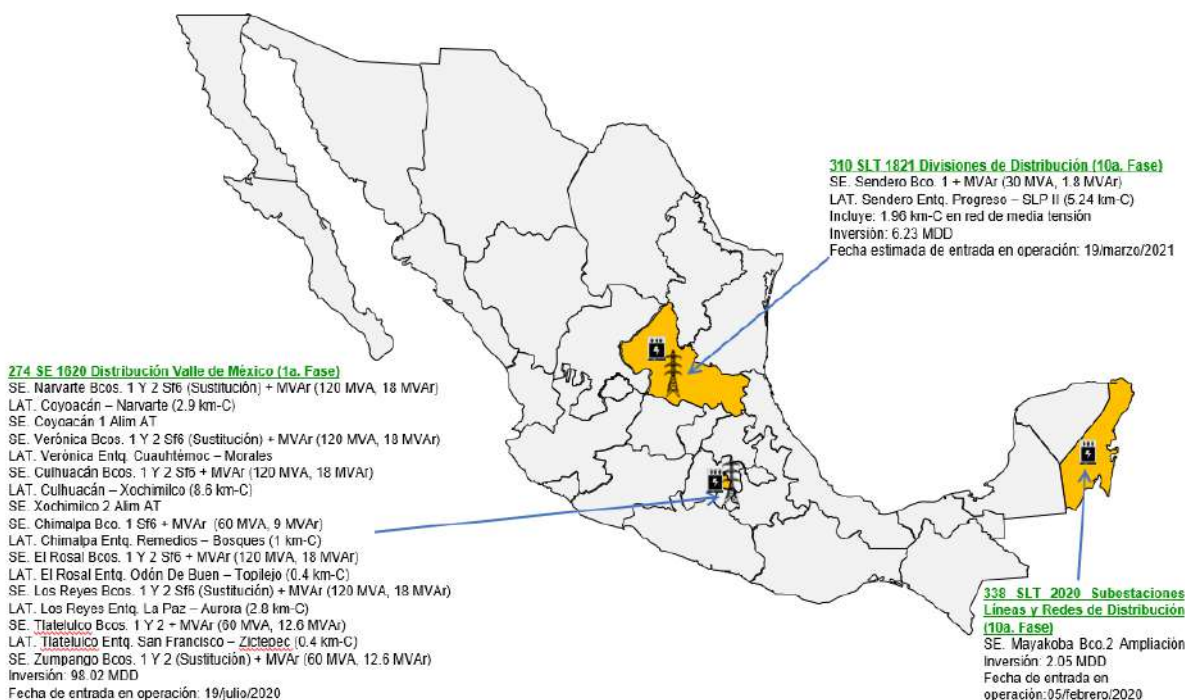 310 SLT 1821 Divisiones de Distribución (10a. Fase)
SE. Sendero Bco. 1 + MVAr (30 MVA, 1.8 MVAr)
LAT. Sendero Entq. Progreso – SLP II (5.24 km-C)
Incluye: 1.96 km-C en red de media tensión
Inversión: 6.23 MDD
Fecha estimada de entrada en operación: 19/marzo/2021
274 SE 1620 Distribución Valle de México (1a. Fase)
SE. Narvarte Bcos. 1 Y 2 Sf6 (Sustitución) + MVAr (120 MVA, 18 MVAr)
LAT. Coyoacán – Narvarte (2.9 km-C)
SE. Coyoacán 1 Alim AT
SE. Verónica Bcos. 1 Y 2 Sf6 (Sustitución) + MVAr (120 MVA, 18 MVAr)
LAT. Verónica Entq. Cuauhtémoc – Morales
SE. Culhuacán Bcos. 1 Y 2 Sf6 + MVAr (120 MVA, 18 MVAr)
LAT. Culhuacán – Xochimilco (8.6 km-C)
SE. Xochimilco 2 Alim AT
SE. Chimalpa Bco. 1 Sf6 + MVAr (60 MVA, 9 MVAr)
LAT. Chimalpa Entq. Remedios – Bosques (1 km-C)
SE. El Rosal Bcos. 1 Y 2 Sf6 + MVAr (120 MVA, 18 MVAr)
LAT. El Rosal Entq. Odón De Buen – Topilejo (0.4 km-C)
SE. Los Reyes Bcos. 1 Y 2 Sf6 (Sustitución) + MVAr (120 MVA, 18 MVAr)
LAT. Los Reyes Entq. La Paz – Aurora (2.8 km-C)
SE. Tlatelulco Bcos. 1 Y 2 + MVAr (60 MVA, 12.6 MVAr)
LAT. Tlatelulco Entq. San Francisco – Zictepec (0.4 km-C)
SE. Zumpango Bcos. 1 Y 2 (Sustitución) + MVAr (60 MVA, 12.6 MVAr)
Inversión: 98.02 MDD
Fecha de entrada en operación: 19/julio/2020
338 SLT 2020 Subestaciones
Líneas y Redes de Distribución
(10a. Fase)
SE. Mayakoba Bco.2 Ampliación
Inversión: 2.05 MDD
Fecha de entrada en
operación:05/febrero/2020